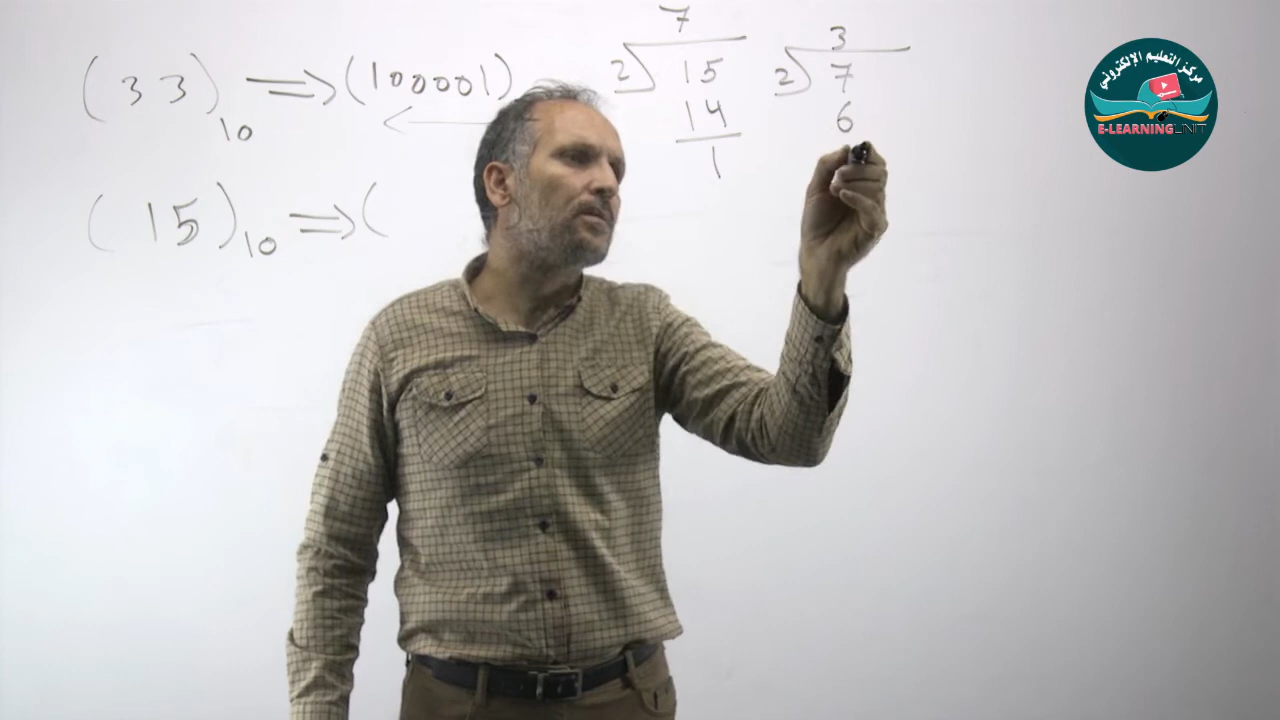 (33)10 ⇒ (100001)
←
(15)10 ⇒ (
7
2 ⟌ 15
14
1
3
2 ⟌ 7
6
مركز التعليم الإلكتروني
E-LEARNING UNIT